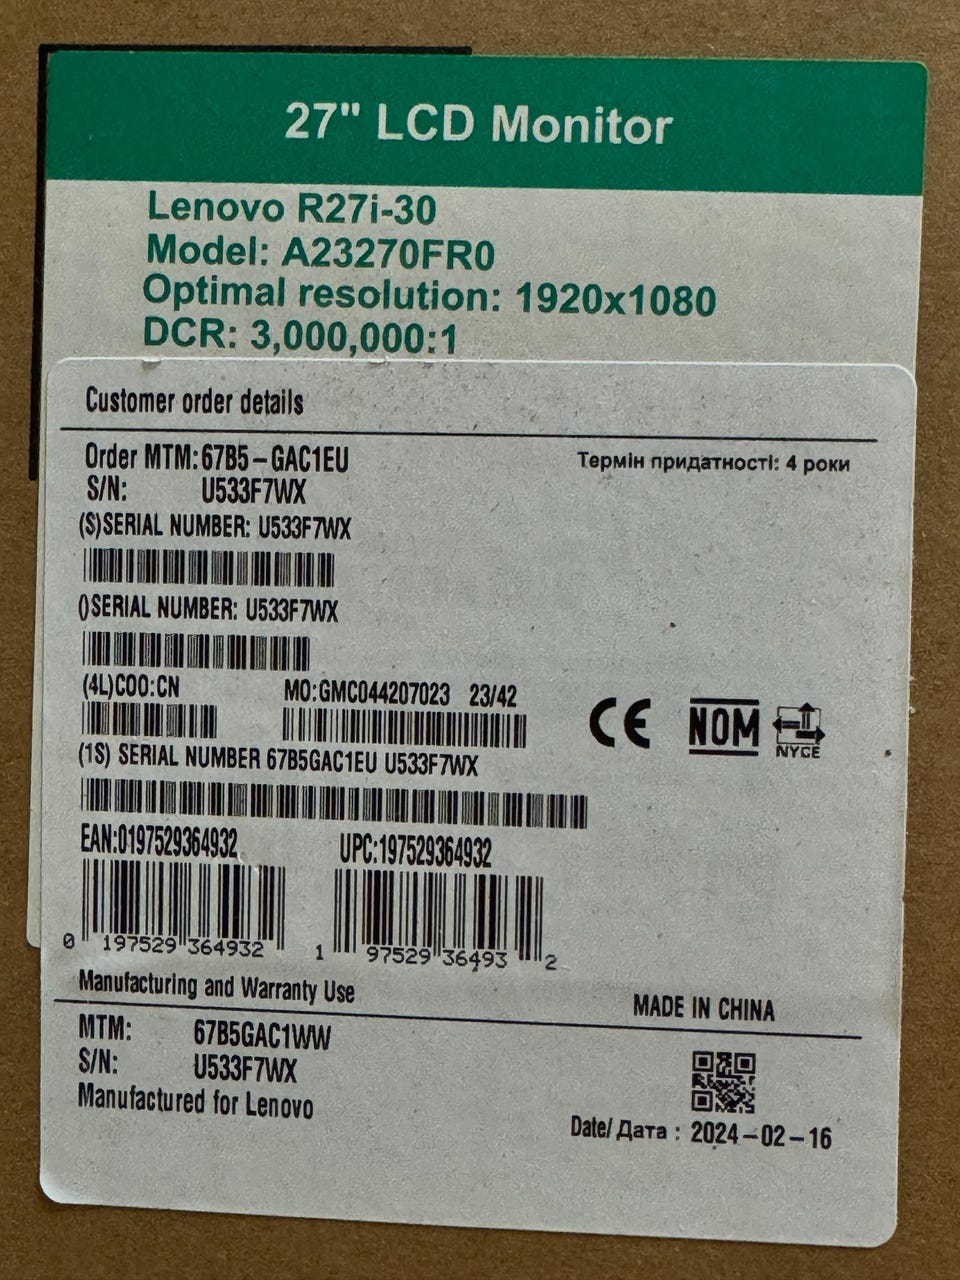 27" LCD Monitor
Lenovo R27i-30
Model: A23270FR0
Optimal resolution: 1920x1080
DCR: 3,000,000:1
Customer order details
Order MTM: 67B5-GAC1EU
Термін придатності: 4 роки
S/N: U533F7WX
(S)SERIAL NUMBER: U533F7WX
()SERIAL NUMBER: U533F7WX
(4L)COO:CN MO:GMC044207023 23/42
CE NOM NYCE
(1S) SERIAL NUMBER 67B5GAC1EU U533F7WX
EAN:0197529364932 UPC:197529364932
0 197529 364932 1 97529 36493 2
Manufacturing and Warranty Use
MADE IN CHINA
MTM: 67B5GAC1WW
S/N: U533F7WX
Manufactured for Lenovo
Date/Дата : 2024-02-16